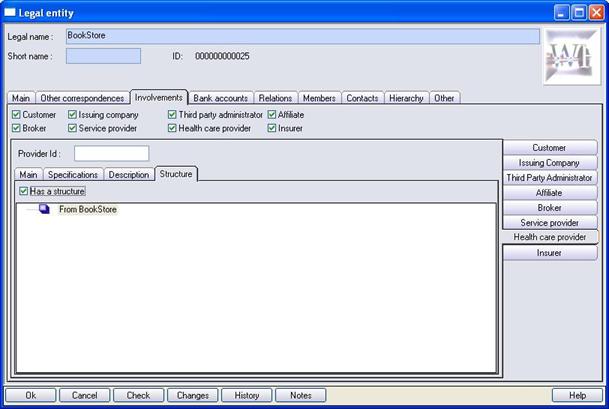 Legal entity
Legal name : BookStore
Short name : ID: 000000000025
Main Other correspondences Involvements Bank accounts Relations Members Contacts Hierarchy Other
Customer Issuing company Third party administrator Affiliate
Broker Service provider Health care provider Insurer
Provider Id :
Main Specifications Description Structure
Has a structure
From BookStore
Customer
Issuing Company
Third Party Administrator
Affiliate
Broker
Service provider
Health care provider
Insurer
Ok Cancel Check Changes History Notes Help